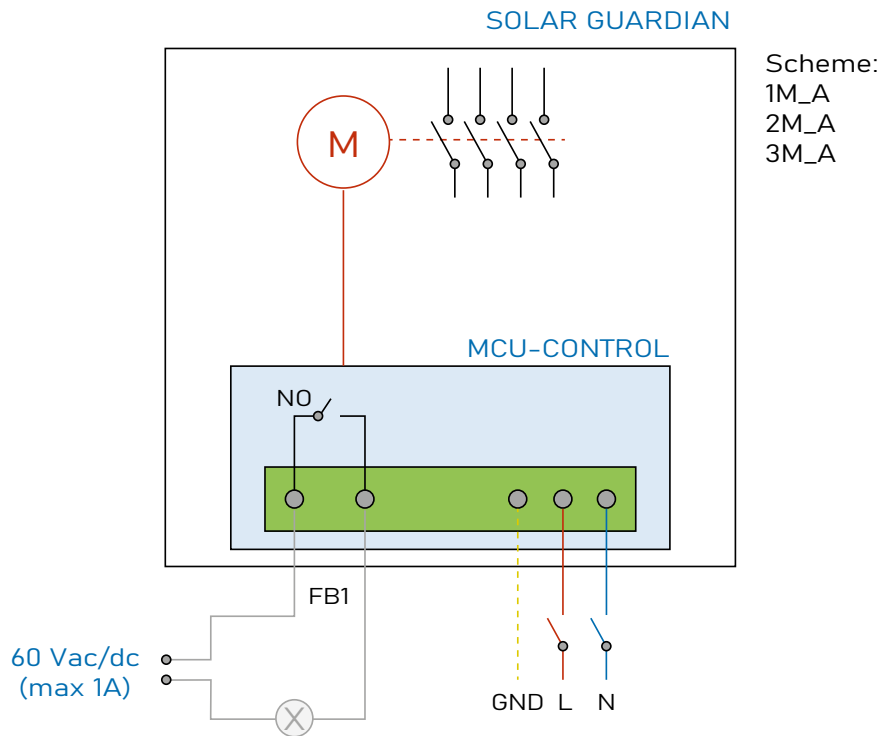 SOLAR GUARDIAN
Scheme:
1M_A
2M_A
3M_A
M
MCU-CONTROL
NO
FB1
60 Vac/dc
(max 1A)
X
GND L N